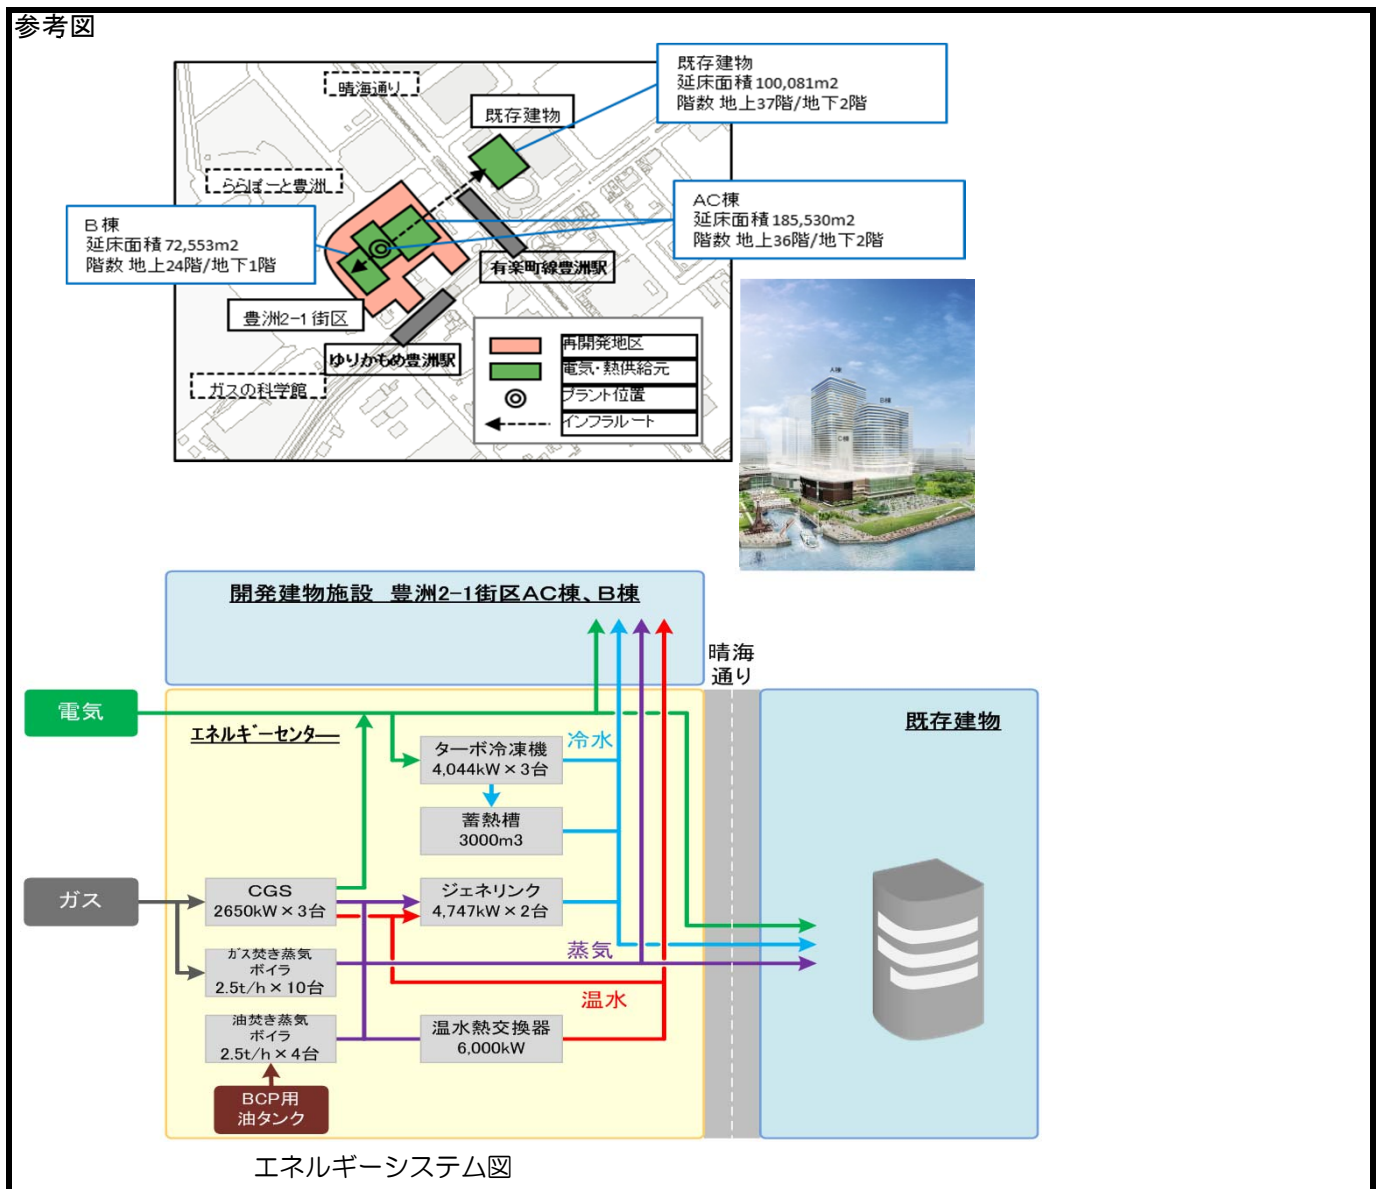 参考図
晴海通り
既存建物
既存建物
延床面積 100,081m2
階数 地上37階/地下2階
ららぽーと豊洲
B棟
延床面積 72,553m2
階数 地上24階/地下1階
AC棟
延床面積 185,530m2
階数 地上36階/地下2階
有楽町線豊洲駅
豊洲2-1街区
ゆりかもめ豊洲駅
ガスの科学館
再開発地区
電気・熱供給元
プラント位置
インフラルート
A棟
B棟
C棟
開発建物施設 豊洲2-1街区AC棟、B棟
晴海
通り
電気
エネルギーセンター
既存建物
ターボ冷凍機
4,044kW×3台
冷水
蓄熱槽
3000m3
ガス
CGS
2650kW×3台
ジェネリンク
4,747kW×2台
ガス焚き蒸気
ボイラ
2.5t/h×10台
蒸気
温水
油焚き蒸気
ボイラ
2.5t/h×4台
温水熱交換器
6,000kW
BCP用
油タンク
エネルギーシステム図